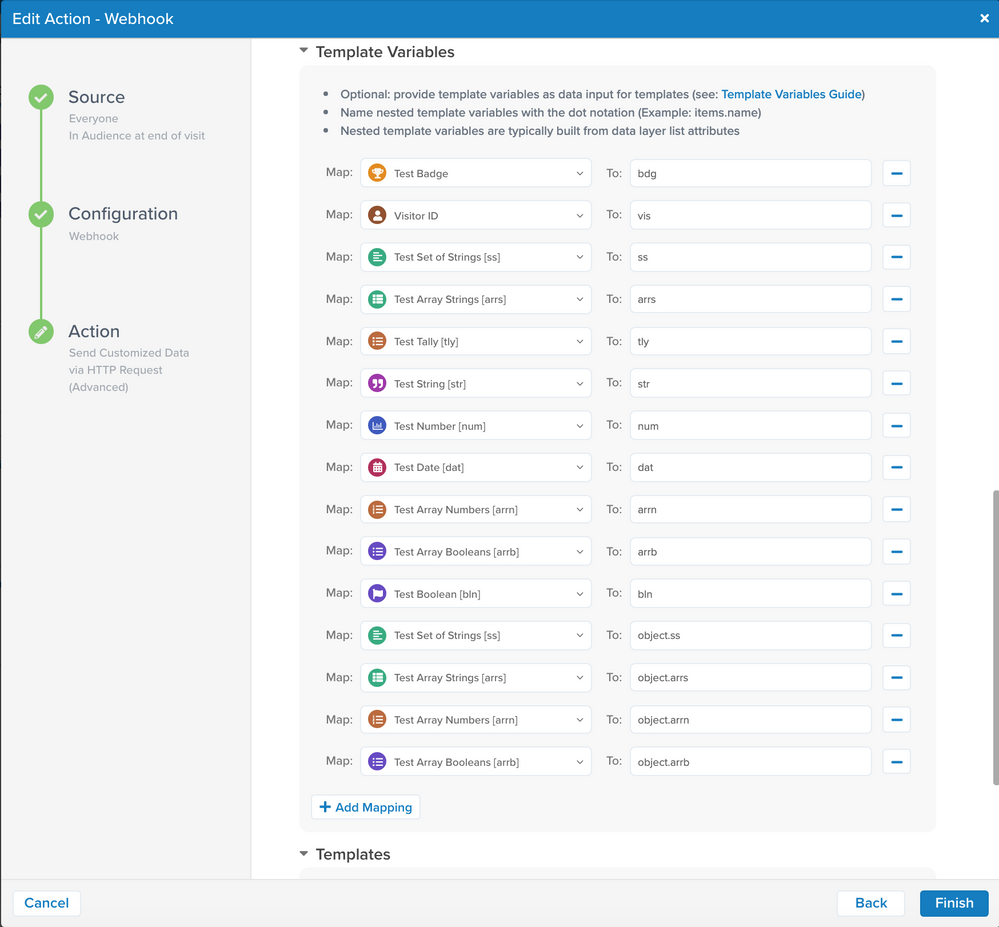 Edit Action - Webhook
×
Source
Everyone
In Audience at end of visit
Configuration
Webhook
Action
Send Customized Data
via HTTP Request
(Advanced)
Template Variables
• Optional: provide template variables as data input for templates (see: Template Variables Guide)
• Name nested template variables with the dot notation (Example: items.name)
• Nested template variables are typically built from data layer list attributes
Map: Test Badge To: bdg
Map: Visitor ID To: vis
Map: Test Set of Strings [ss] To: ss
Map: Test Array Strings [arrs] To: arrs
Map: Test Tally [tly] To: tly
Map: Test String [str] To: str
Map: Test Number [num] To: num
Map: Test Date [dat] To: dat
Map: Test Array Numbers [arrn] To: arrn
Map: Test Array Booleans [arrb] To: arrb
Map: Test Boolean [bln] To: bln
Map: Test Set of Strings [ss] To: object.ss
Map: Test Array Strings [arrs] To: object.arrs
Map: Test Array Numbers [arrn] To: object.arrn
Map: Test Array Booleans [arrb] To: object.arrb
+ Add Mapping
Templates
Cancel
Back
Finish